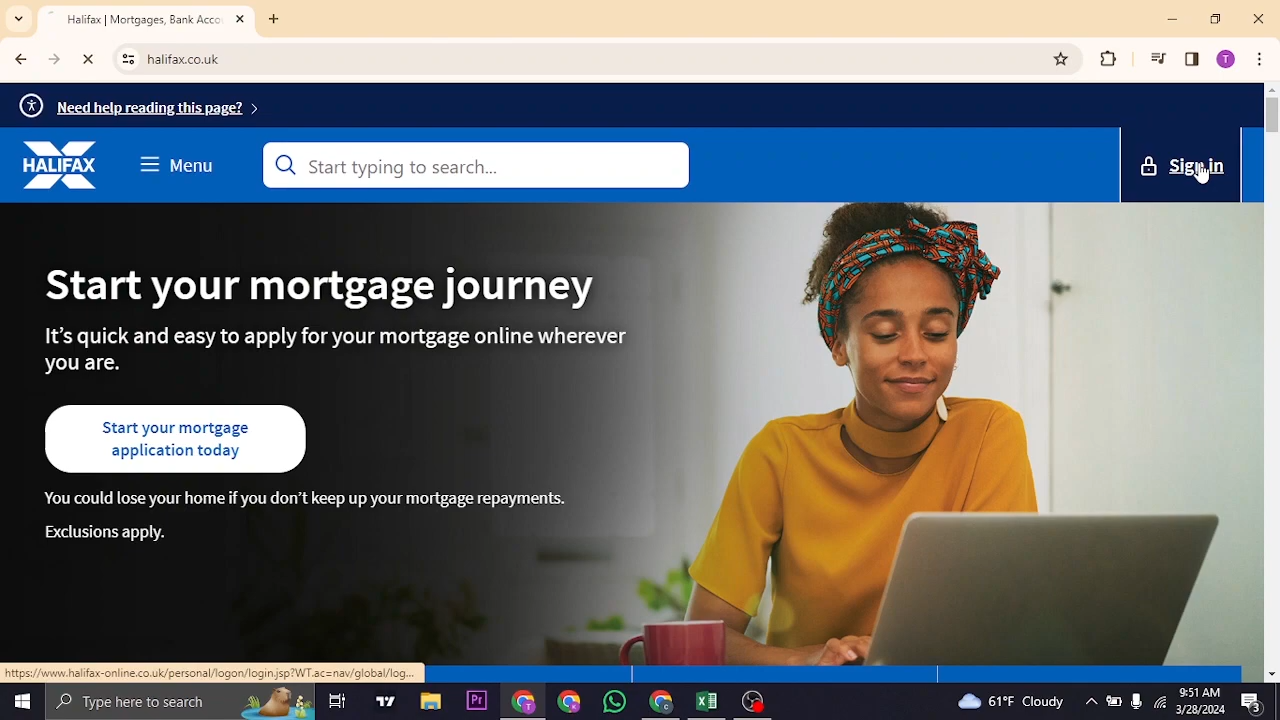 Halifax | Mortgages, Bank Acco
halifax.co.uk
T
Need help reading this page?
HALIFAX
Menu
Start typing to search...
Sign in
Start your mortgage journey
It’s quick and easy to apply for your mortgage online wherever
you are.
Start your mortgage
application today
You could lose your home if you don’t keep up your mortgage repayments.
Exclusions apply.
https://www.halifax-online.co.uk/personal/logon/login.jsp?WT.ac=nav/global/log...
Type here to search
Pr
61°F Cloudy
9:51 AM
3/28/2024
3